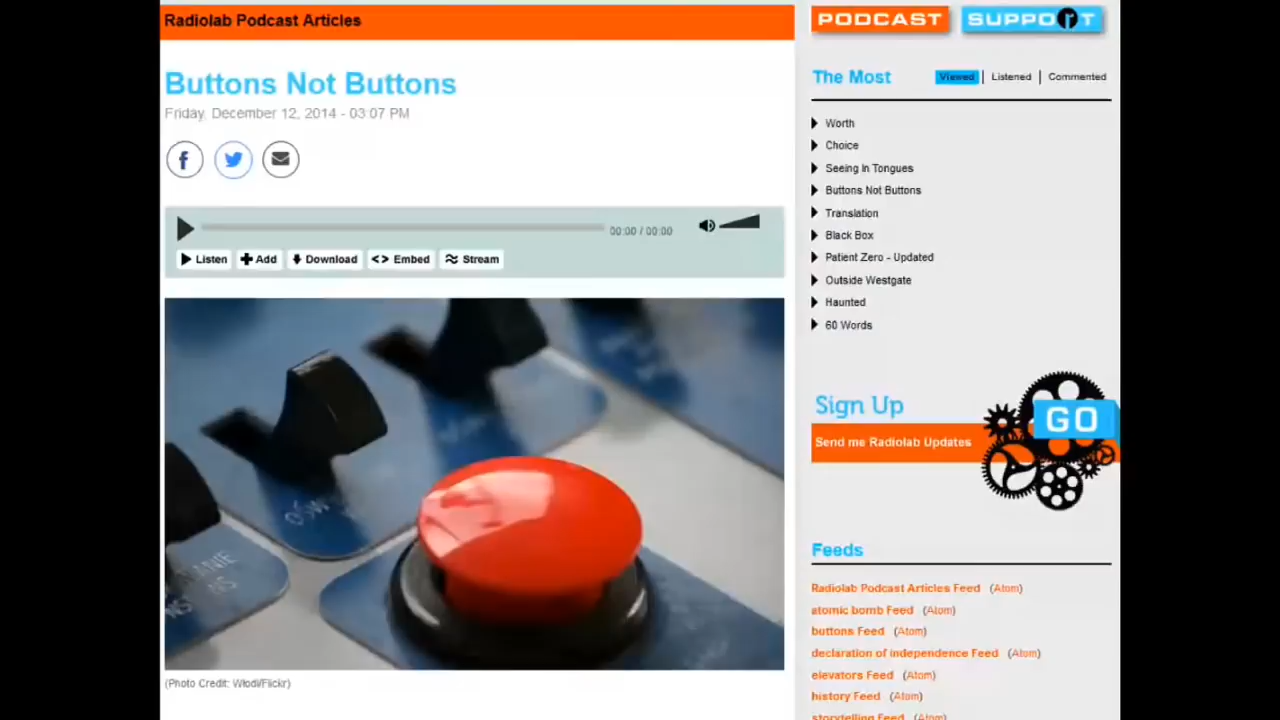 Radiolab Podcast Articles
Buttons Not Buttons
Friday, December 12, 2014 - 03:07 PM
00:00 / 00:00
Listen
Add
Download
<> Embed
Stream
(Photo Credit: Włodi/Flickr)
PODCAST
SUPPORT
The Most
Viewed | Listened | Commented
Worth
Choice
Seeing In Tongues
Buttons Not Buttons
Translation
Black Box
Patient Zero - Updated
Outside Westgate
Haunted
60 Words
Sign Up
GO
Send me Radiolab Updates
Feeds
Radiolab Podcast Articles Feed (Atom)
atomic bomb Feed (Atom)
buttons Feed (Atom)
declaration of independence Feed (Atom)
elevators Feed (Atom)
history Feed (Atom)
storytelling Feed (Atom)